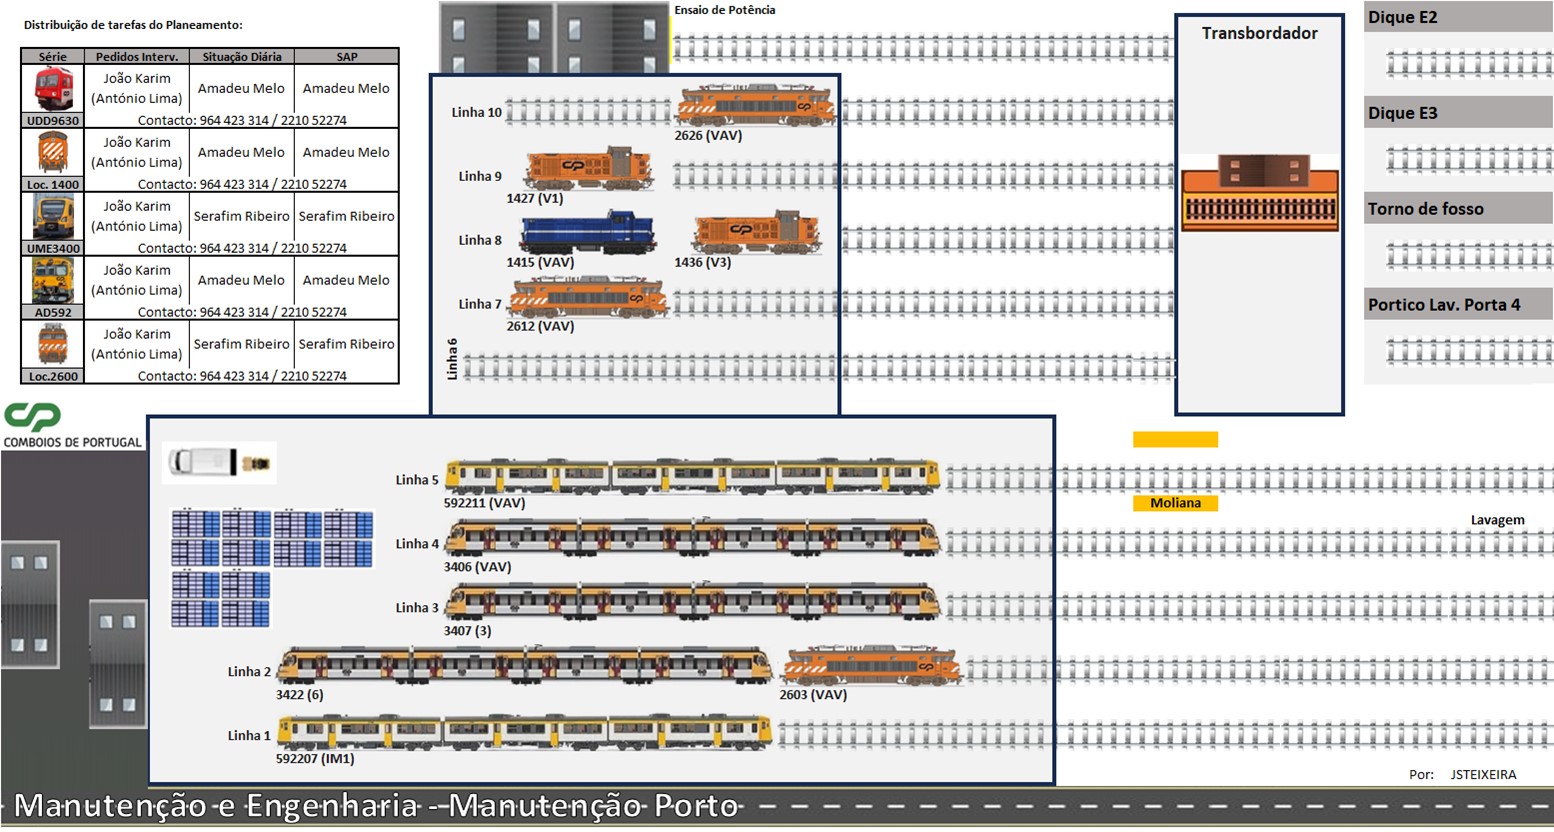 Distribuição de tarefas do Planeamento:
Série Pedidos Interv. Situação Diária SAP
João Karim
(António Lima) Amadeu Melo Amadeu Melo
UDD9630 Contacto: 964 423 314 / 2210 52274
João Karim
(António Lima) Amadeu Melo Amadeu Melo
Loc. 1400 Contacto: 964 423 314 / 2210 52274
João Karim
(António Lima) Serafim Ribeiro Serafim Ribeiro
UME3400 Contacto: 964 423 314 / 2210 52274
João Karim
(António Lima) Amadeu Melo Amadeu Melo
AD592 Contacto: 964 423 314 / 2210 52274
João Karim
(António Lima) Serafim Ribeiro Serafim Ribeiro
Loc.2600 Contacto: 964 423 314 / 2210 52274
CP
COMBOIOS DE PORTUGAL
Ensaio de Potência
Linha 10
2626 (VAV)
Linha 9
1427 (V1)
Linha 8
1415 (VAV) 1436 (V3)
Linha 7
2612 (VAV)
Linha 6
Transbordador
Dique E2
Dique E3
Torno de fosso
Portico Lav. Porta 4
Linha 5
592211 (VAV)
Moliana
Lavagem
Linha 4
3406 (VAV)
Linha 3
3407 (3)
Linha 2
3422 (6) 2603 (VAV)
Linha 1
592207 (IM1)
Por: JSTEIXEIRA
Manutenção e Engenharia - Manutenção Porto